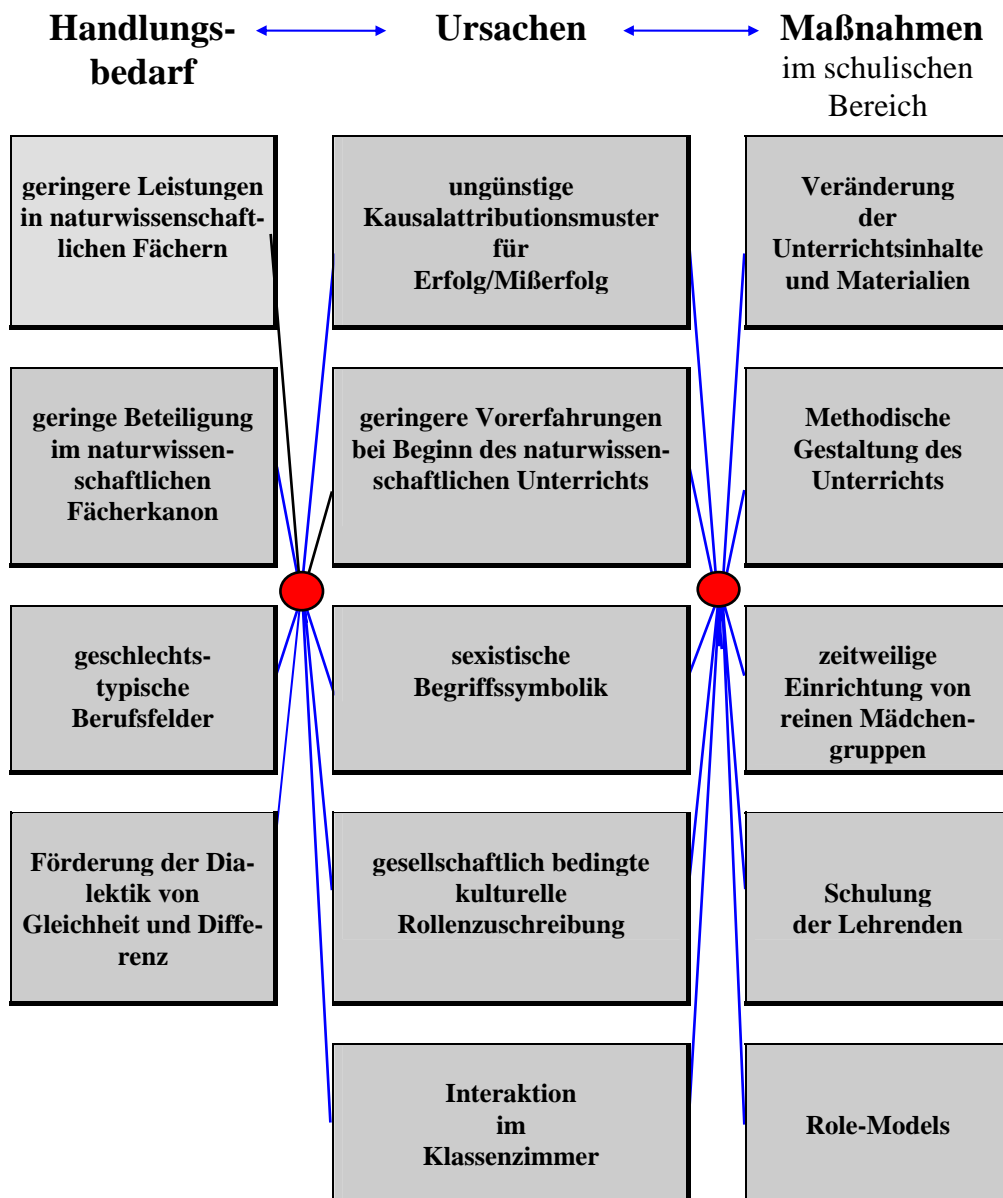 Handlungs-
bedarf
Ursachen
Maßnahmen
im schulischen
Bereich
geringere Leistungen
in naturwissenschaft-
lichen Fächern
ungünstige
Kausalattributionsmuster
für
Erfolg/Mißerfolg
Veränderung
der
Unterrichtsinhalte
und Materialien
geringe Beteiligung
im naturwissen-
schaftlichen
Fächerkanon
geringere Vorerfahrungen
bei Beginn des naturwissen-
schaftlichen Unterrichts
Methodische
Gestaltung des
Unterrichts
geschlechts-
typische
Berufsfelder
sexistische
Begriffssymbolik
zeitweilige
Einrichtung von
reinen Mädchen-
gruppen
Förderung der Dia-
lektik von
Gleichheit und Diffe-
renz
gesellschaftlich bedingte
kulturelle
Rollenzuschreibung
Schulung
der Lehrenden
Interaktion
im
Klassenzimmer
Role-Models